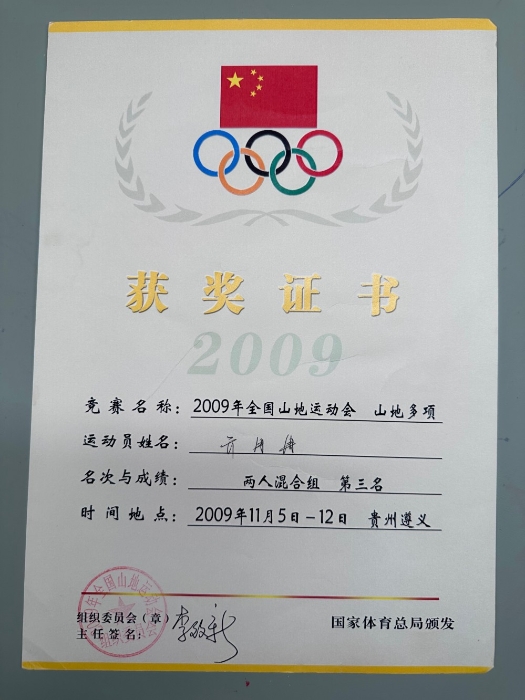 获奖证书
2009
竞赛名称：2009年全国山地运动会 山地多项
运动员姓名：
名次与成绩：两人混合组 第三名
时间地点：2009年11月5日-12日 贵州遵义
组织委员会（章）
主任签名：
国家体育总局颁发